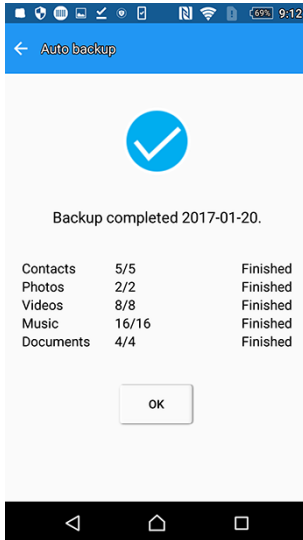 69% 9:12
Auto backup
Backup completed 2017-01-20.
Contacts 5/5 Finished
Photos 2/2 Finished
Videos 8/8 Finished
Music 16/16 Finished
Documents 4/4 Finished
OK